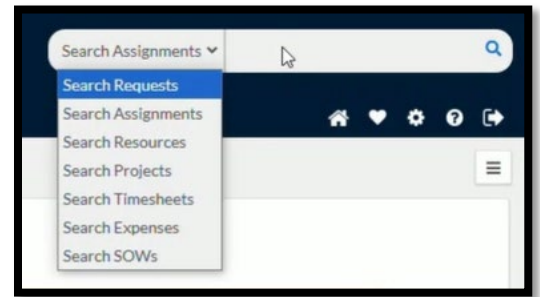 Search Assignments
Search Requests
Search Assignments
Search Resources
Search Projects
Search Timesheets
Search Expenses
Search SOWs